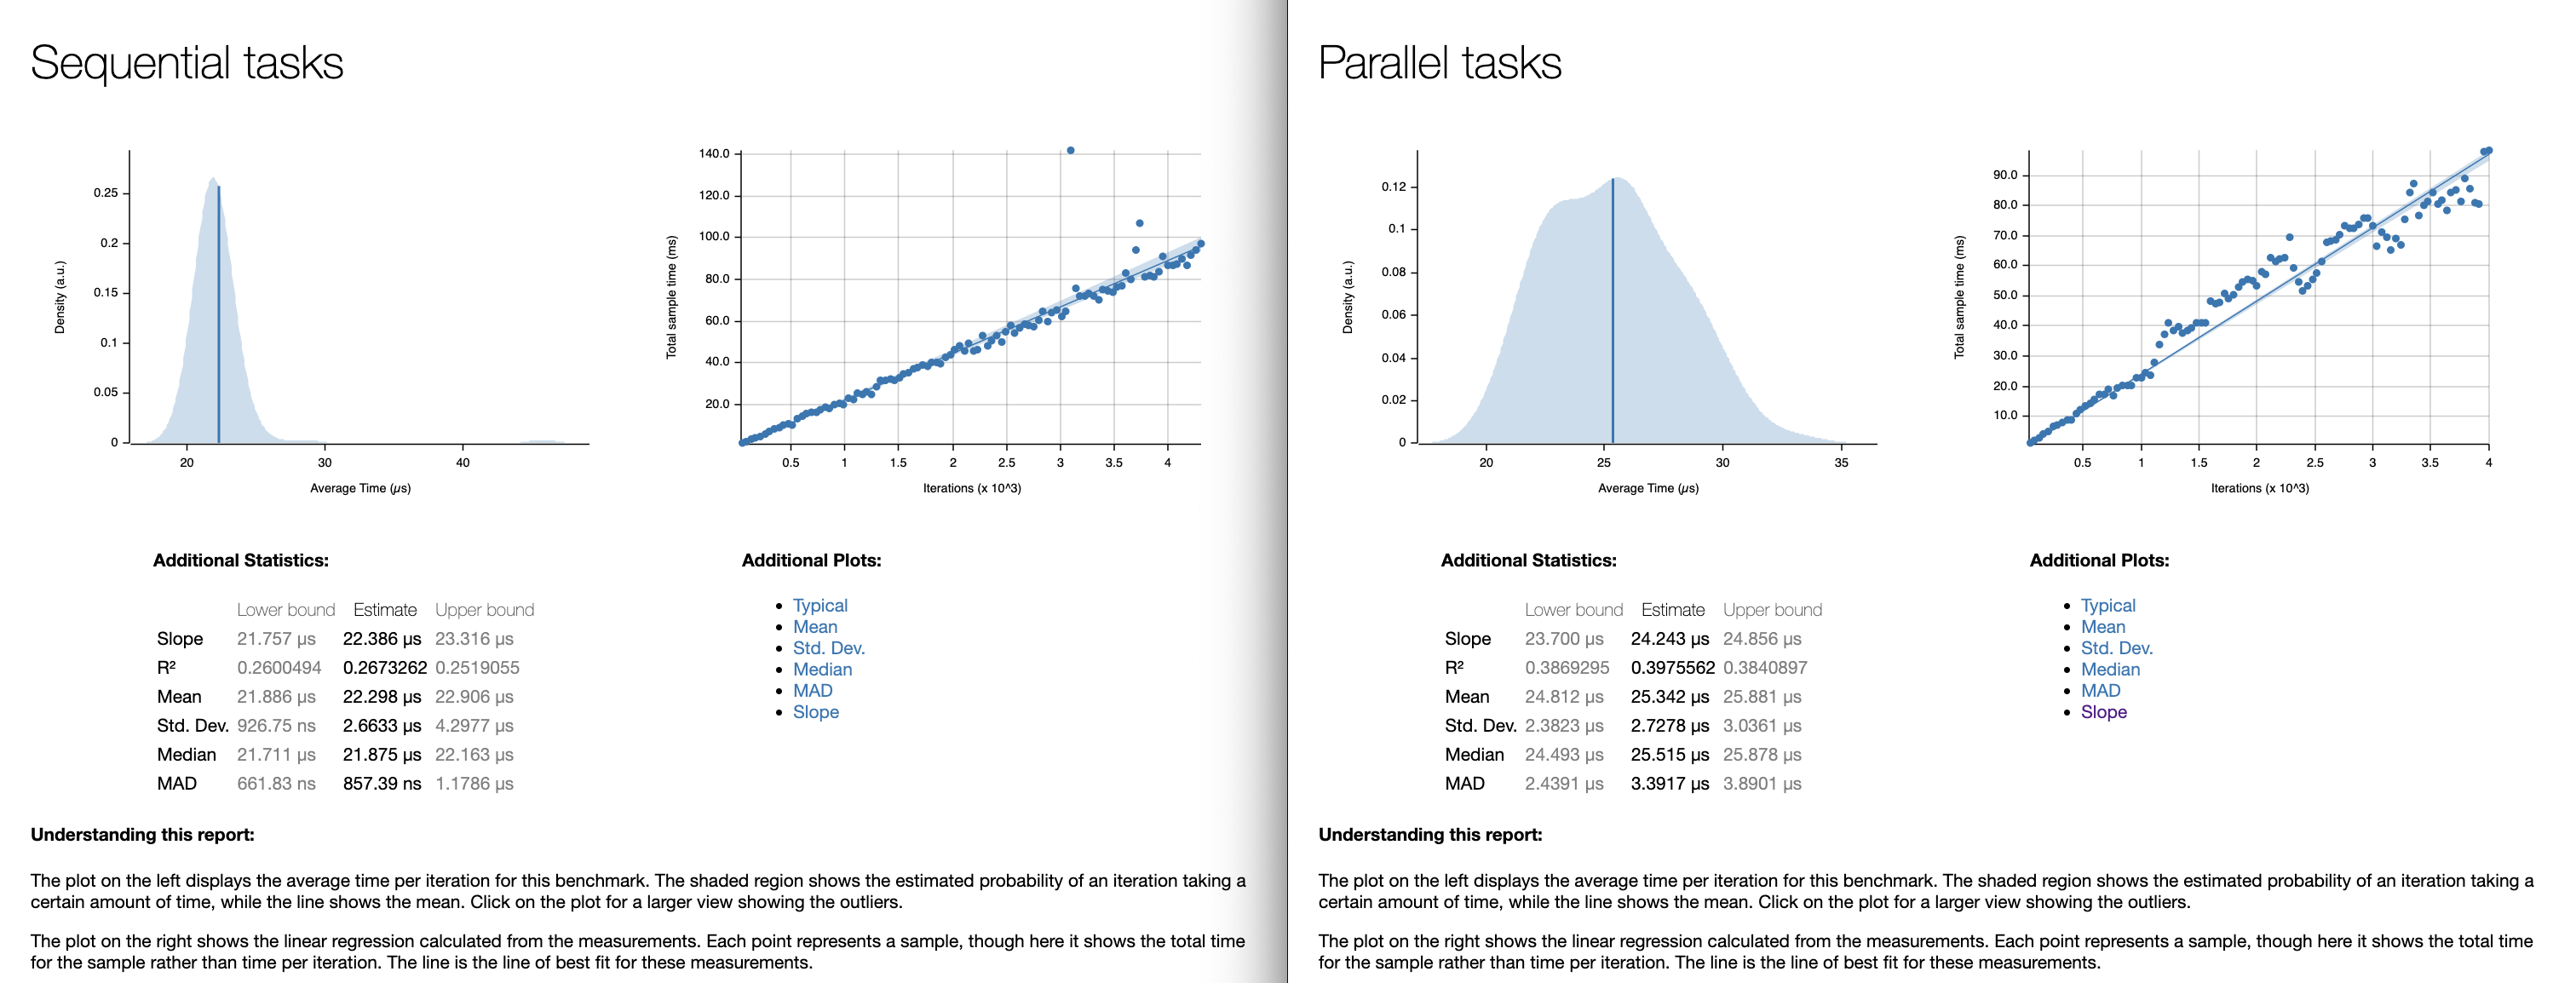 Sequential tasks
0.25
0.2
0.15
0.1
0.05
0
Density (a.u.)
20 30 40
Average Time (µs)
140.0
120.0
100.0
80.0
60.0
40.0
20.0
Total sample time (ms)
0.5 1 1.5 2 2.5 3 3.5 4
Iterations (x 10^3)
Additional Statistics:
Lower bound Estimate Upper bound
Slope 21.757 µs 22.386 µs 23.316 µs
R² 0.2600494 0.2673262 0.2519055
Mean 21.886 µs 22.298 µs 22.906 µs
Std. Dev. 926.75 ns 2.6633 µs 4.2977 µs
Median 21.711 µs 21.875 µs 22.163 µs
MAD 661.83 ns 857.39 ns 1.1786 µs
Additional Plots:
• Typical
• Mean
• Std. Dev.
• Median
• MAD
• Slope
Understanding this report:
The plot on the left displays the average time per iteration for this benchmark. The shaded region shows the estimated probability of an iteration taking a
certain amount of time, while the line shows the mean. Click on the plot for a larger view showing the outliers.
The plot on the right shows the linear regression calculated from the measurements. Each point represents a sample, though here it shows the total time
for the sample rather than time per iteration. The line is the line of best fit for these measurements.
Parallel tasks
0.12
0.1
0.08
0.06
0.04
0.02
0
Density (a.u.)
20 25 30 35
Average Time (µs)
90.0
80.0
70.0
60.0
50.0
40.0
30.0
20.0
10.0
Total sample time (ms)
0.5 1 1.5 2 2.5 3 3.5 4
Iterations (x 10^3)
Additional Statistics:
Lower bound Estimate Upper bound
Slope 23.700 µs 24.243 µs 24.856 µs
R² 0.3869295 0.3975562 0.3840897
Mean 24.812 µs 25.342 µs 25.881 µs
Std. Dev. 2.3823 µs 2.7278 µs 3.0361 µs
Median 24.493 µs 25.515 µs 25.878 µs
MAD 2.4391 µs 3.3917 µs 3.8901 µs
Additional Plots:
• Typical
• Mean
• Std. Dev.
• Median
• MAD
• Slope
Understanding this report:
The plot on the left displays the average time per iteration for this benchmark. The shaded region shows the estimated probability of an iteration taking a
certain amount of time, while the line shows the mean. Click on the plot for a larger view showing the outliers.
The plot on the right shows the linear regression calculated from the measurements. Each point represents a sample, though here it shows the total time
for the sample rather than time per iteration. The line is the line of best fit for these measurements.